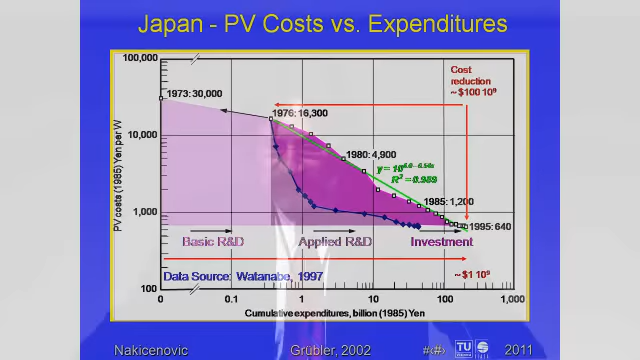 Japan - PV Costs vs. Expenditures
100,000
10,000
1,000
100
PV costs (1985) Yen per W
1973: 30,000
1976: 16,300
1980: 4,900
1985: 1,200
1995: 640
Cost
reduction
~ $100 10⁹
R² = 0.989
Basic R&D
Applied R&D
Investment
~ $1 10⁹
Data Source: Watanabe, 1997
0 0.1 1 10 100 1,000
Cumulative expenditures, billion (1985) Yen
Nakicenovic Grübler, 2002 #‹#› TU 2011